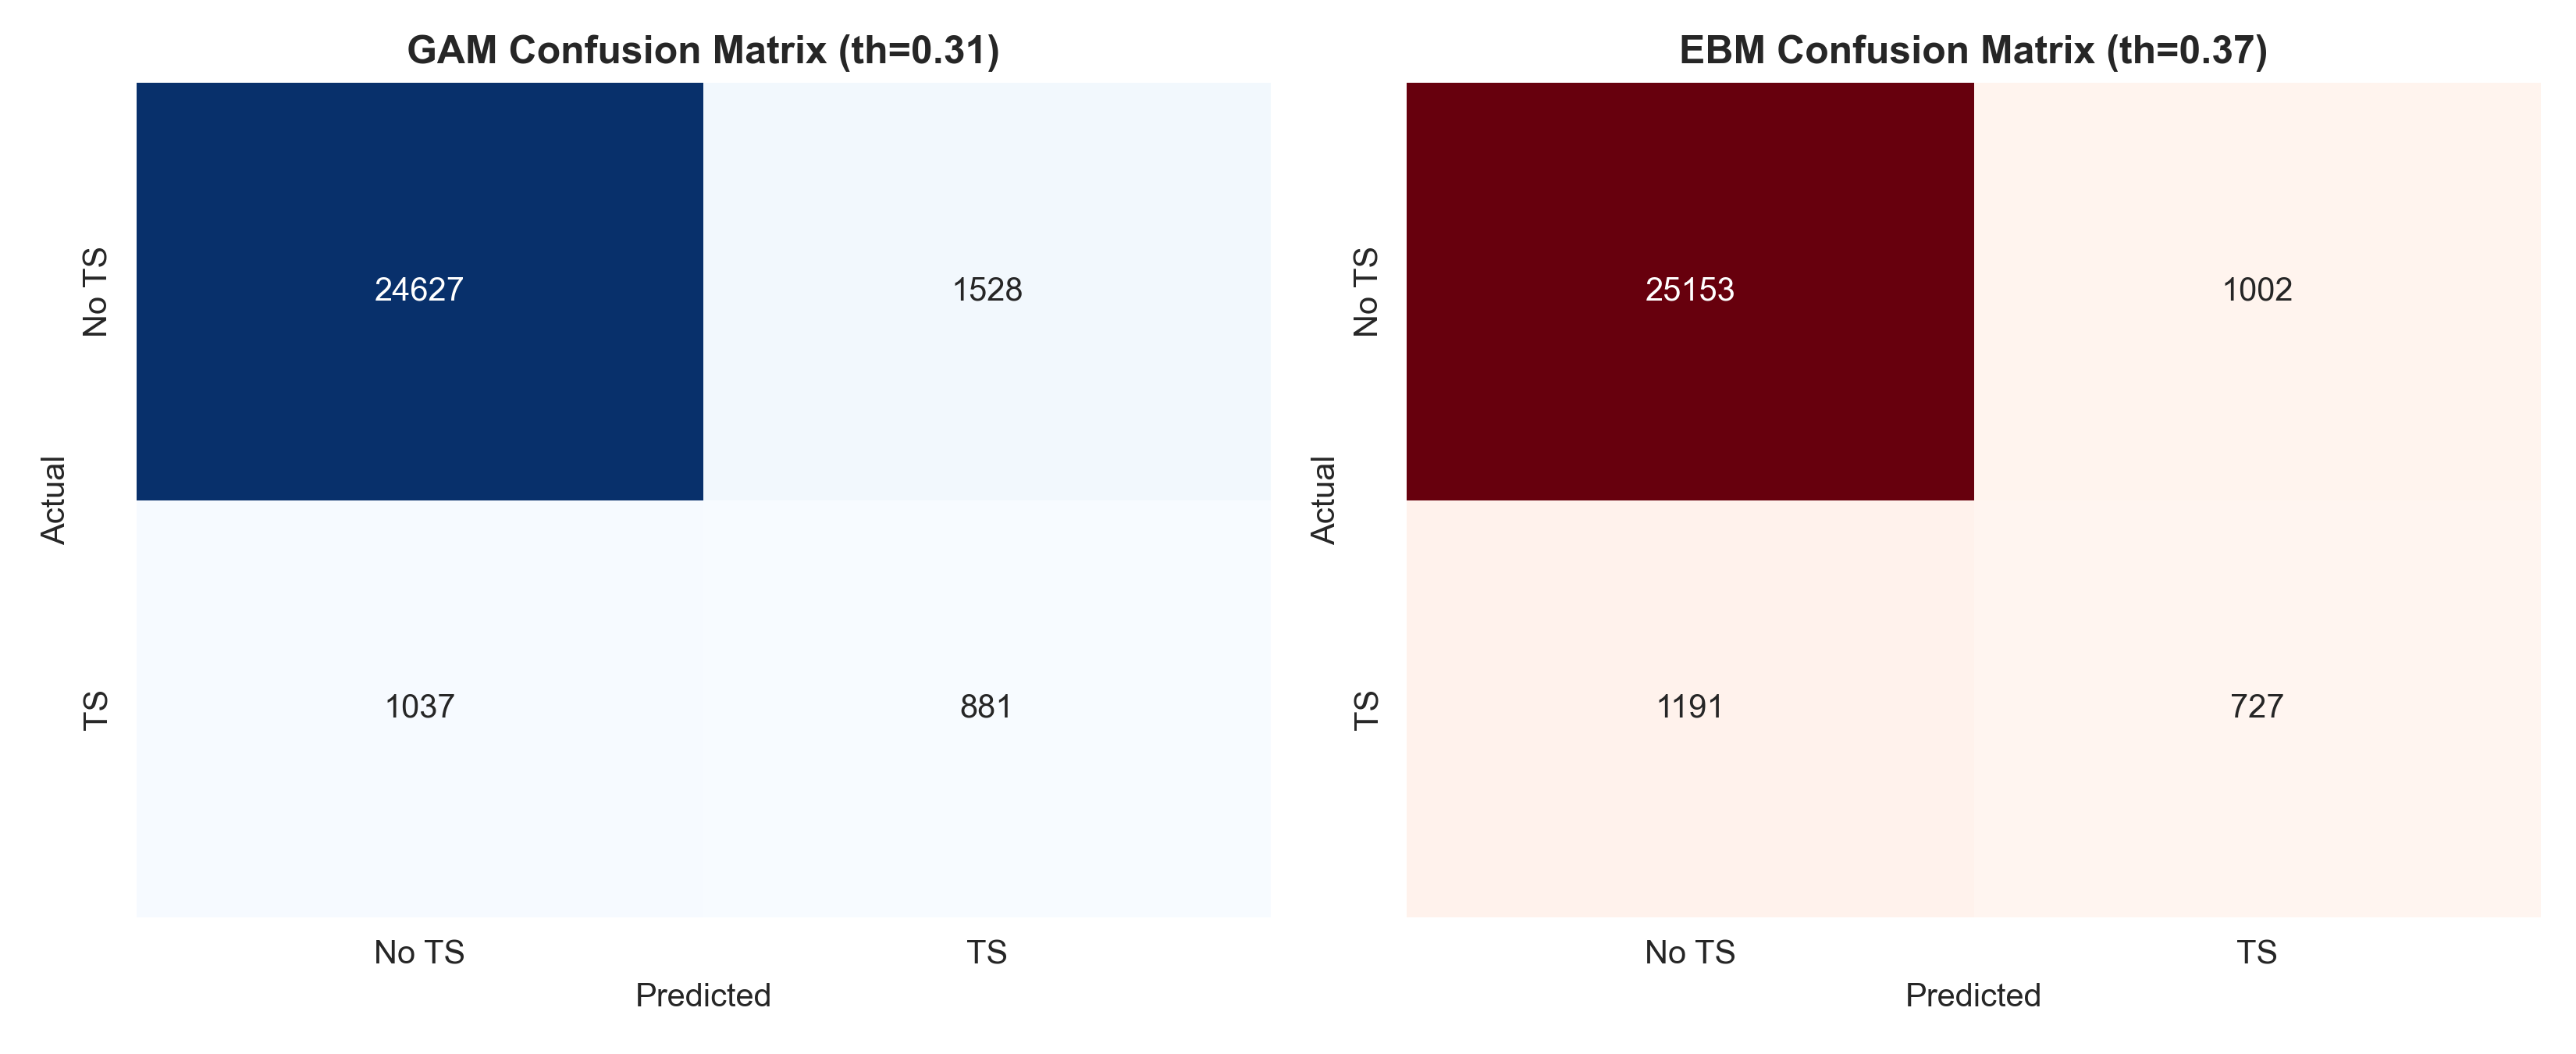 GAM Confusion Matrix (th=0.31)
Actual
No TS
TS
24627
1528
1037
881
No TS
TS
Predicted
EBM Confusion Matrix (th=0.37)
Actual
No TS
TS
25153
1002
1191
727
No TS
TS
Predicted